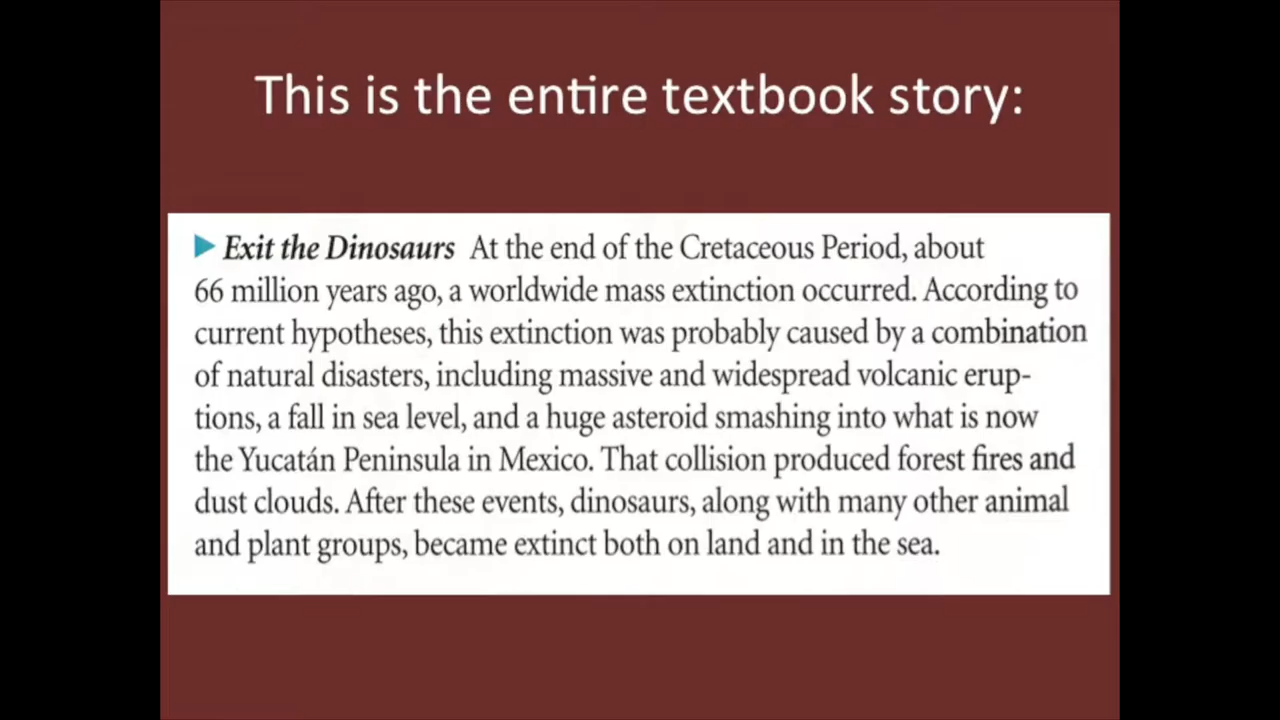 This is the entire textbook story:
Exit the Dinosaurs At the end of the Cretaceous Period, about
66 million years ago, a worldwide mass extinction occurred. According to
current hypotheses, this extinction was probably caused by a combination
of natural disasters, including massive and widespread volcanic erup-
tions, a fall in sea level, and a huge asteroid smashing into what is now
the Yucatán Peninsula in Mexico. That collision produced forest fires and
dust clouds. After these events, dinosaurs, along with many other animal
and plant groups, became extinct both on land and in the sea.